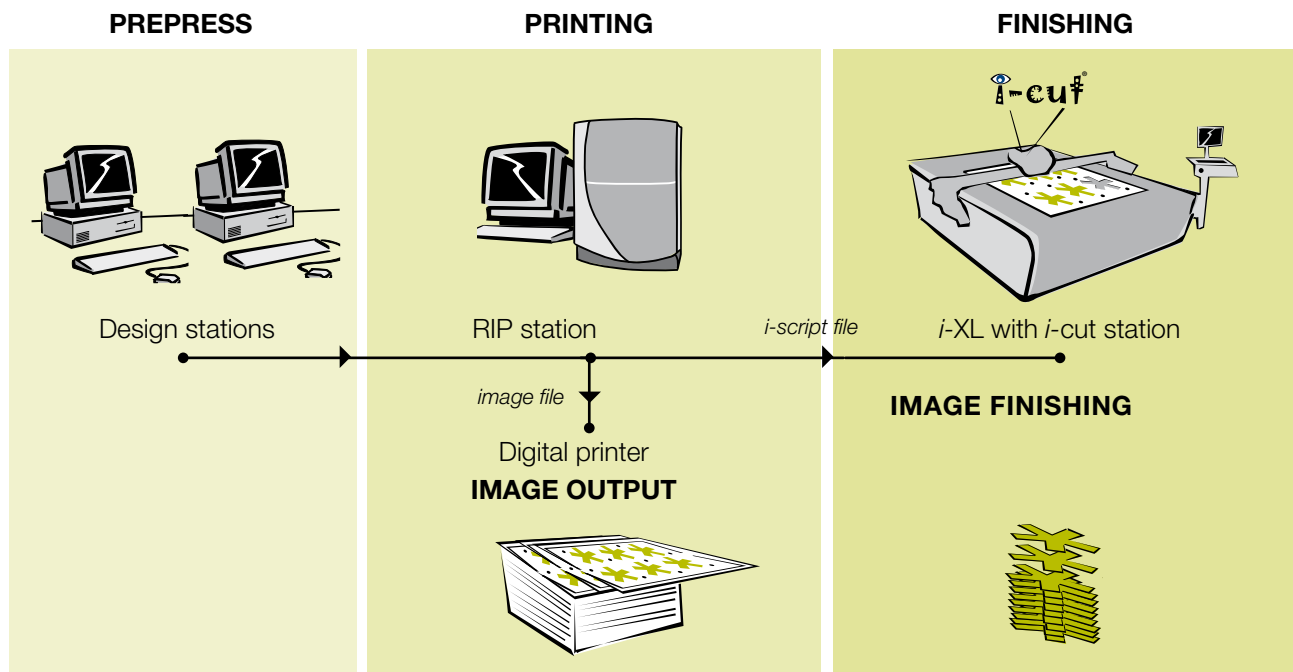 PREPRESS
PRINTING
FINISHING
i-cut®
Design stations
RIP station
i-script file
i-XL with i-cut station
image file
IMAGE FINISHING
Digital printer
IMAGE OUTPUT